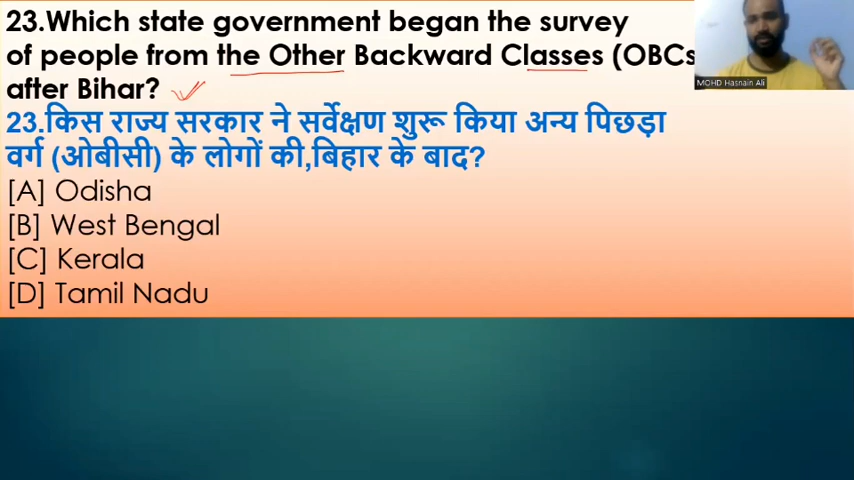 23.Which state government began the survey
of people from the Other Backward Classes (OBCs
after Bihar?
23.किस राज्य सरकार ने सर्वेक्षण शुरू किया अन्य पिछड़ा
वर्ग (ओबीसी) के लोगों की,बिहार के बाद?
[A] Odisha
[B] West Bengal
[C] Kerala
[D] Tamil Nadu
MOHD Hasnain Ali